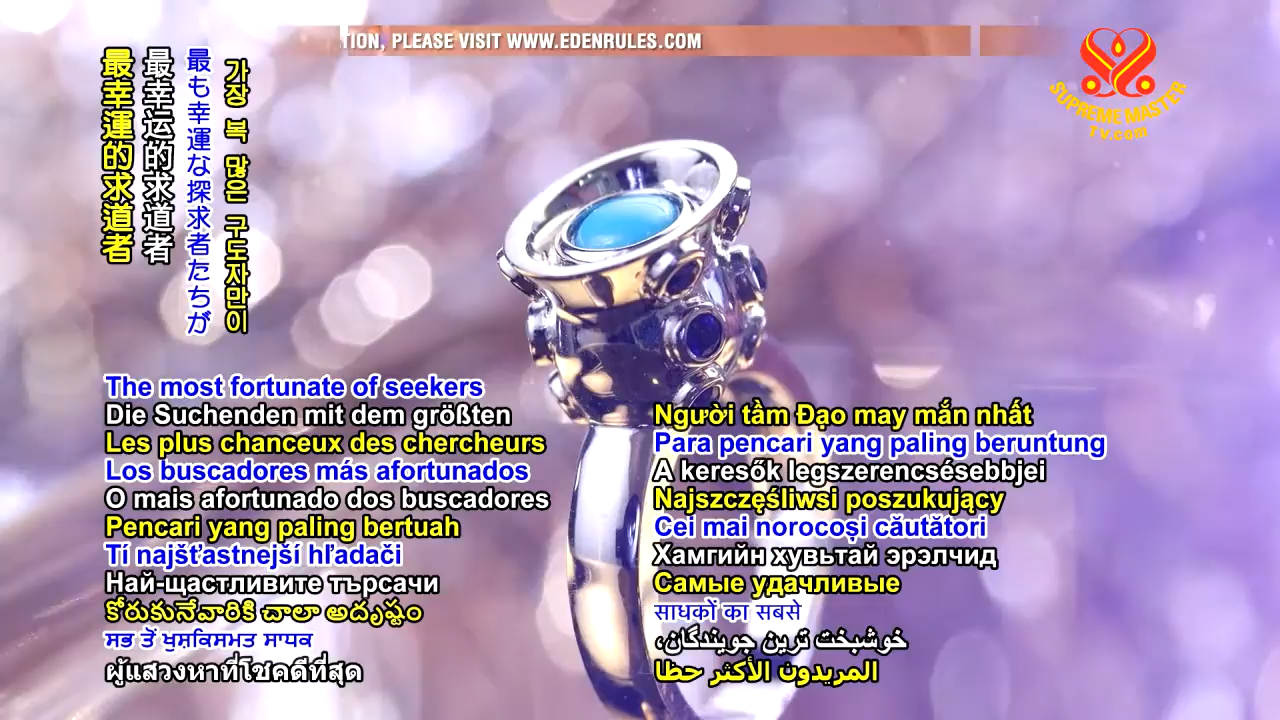 TION, PLEASE VISIT WWW.EDENRULES.COM
SUPREME MASTER
TV.com
最幸運的求道者
最幸运的求道者
最も幸運な探求者たちが
가장 복 많은 구도자만이
The most fortunate of seekers
Die Suchenden mit dem größten
Les plus chanceux des chercheurs
Los buscadores más afortunados
O mais afortunado dos buscadores
Pencari yang paling bertuah
Tí najšťastnejší hľadači
Най-щастливите търсачи
కోరుకునేవారికి చాలా అదృష్టం
ਸਭ ਤੋਂ ਖੁਸ਼ਕਿਸਮਤ ਸਾਧਕ
ผู้แสวงหาที่โชคดีที่สุด
Người tầm Đạo may mắn nhất
Para pencari yang paling beruntung
A keresők legszerencsésebbjei
Najszczęśliwsi poszukujący
Cei mai norocoși căutători
Хамгийн хувьтай эрэлчид
Самые удачливые
साधकों का सबसे
خوشبخت ترین جویندگان،
المريدون الأكثر حظا